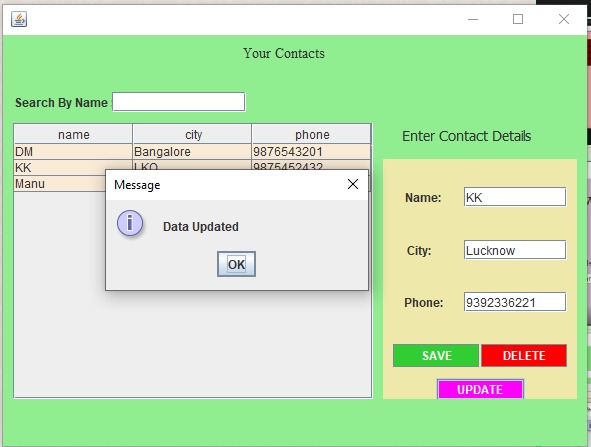 Your Contacts
Search By Name :
name city phone
DM Bangalore 9876543201
KK LKO 9875452432
Manu
Message
Data Updated
OK
Enter Contact Details
Name: KK
City: Lucknow
Phone: 9392336221
SAVE DELETE
UPDATE